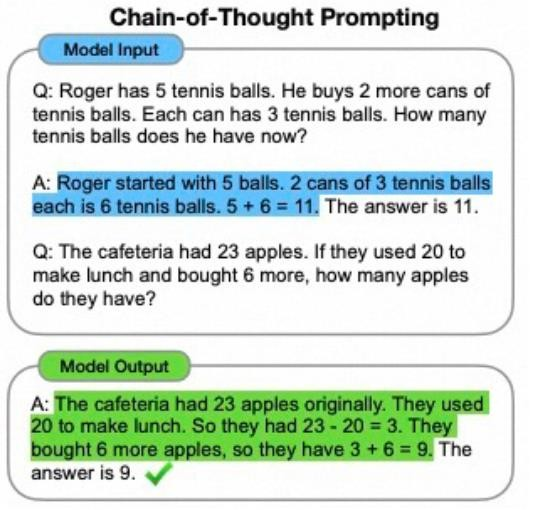 Chain-of-Thought Prompting
Model Input
Q: Roger has 5 tennis balls. He buys 2 more cans of
tennis balls. Each can has 3 tennis balls. How many
tennis balls does he have now?
A: Roger started with 5 balls. 2 cans of 3 tennis balls
each is 6 tennis balls. 5 + 6 = 11. The answer is 11.
Q: The cafeteria had 23 apples. If they used 20 to
make lunch and bought 6 more, how many apples
do they have?
Model Output
A: The cafeteria had 23 apples originally. They used
20 to make lunch. So they had 23 - 20 = 3. They
bought 6 more apples, so they have 3 + 6 = 9. The
answer is 9.